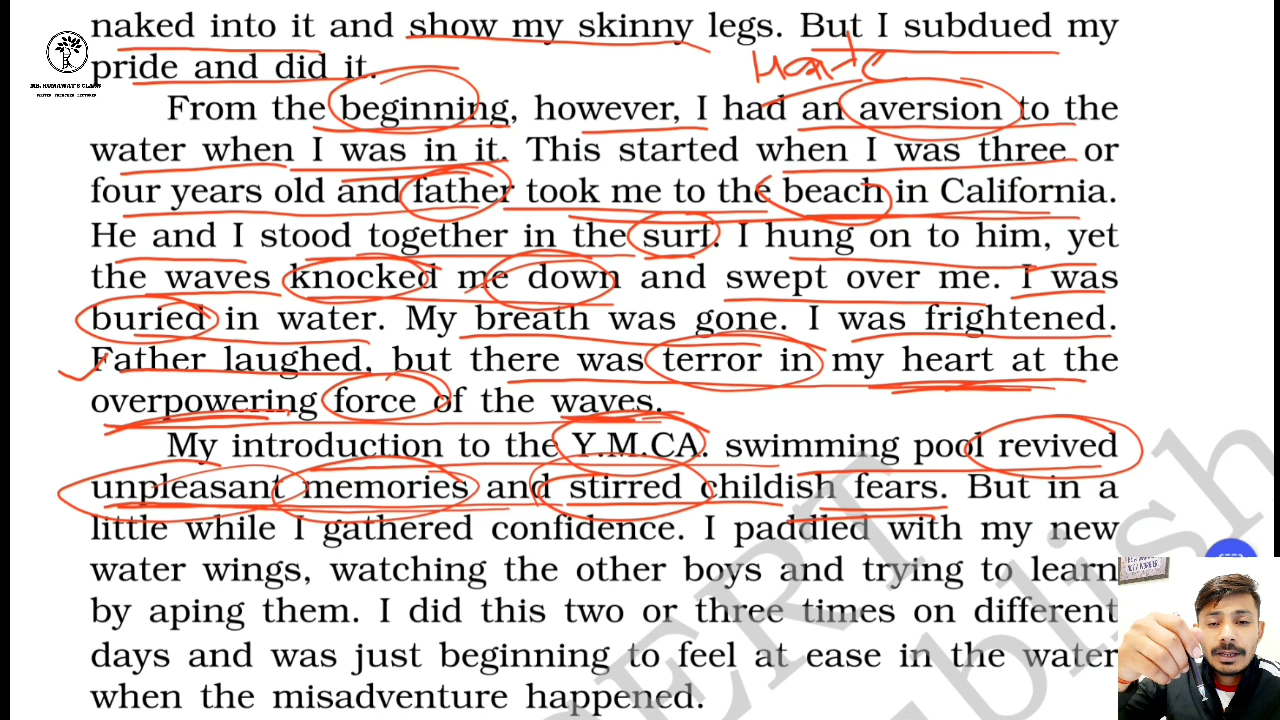 naked into it and show my skinny legs. But I subdued my
pride and did it.
From the beginning, however, I had an aversion to the
water when I was in it. This started when I was three or
four years old and father took me to the beach in California.
He and I stood together in the surf. I hung on to him, yet
the waves knocked me down and swept over me. I was
buried in water. My breath was gone. I was frightened.
Father laughed, but there was terror in my heart at the
overpowering force of the waves.
My introduction to the Y.M.CA. swimming pool revived
unpleasant memories and stirred childish fears. But in a
little while I gathered confidence. I paddled with my new
water wings, watching the other boys and trying to learn
by aping them. I did this two or three times on different
days and was just beginning to feel at ease in the water
when the misadventure happened.